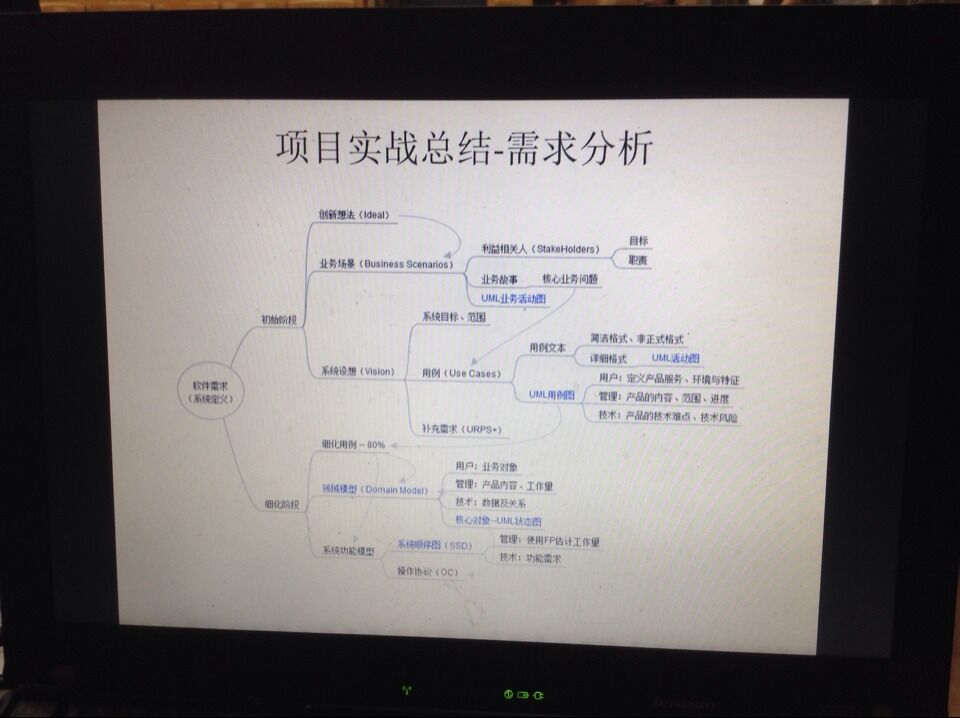 项目实战总结-需求分析
创新想法（Ideal）
业务场景（Business Scenarios）
利益相关人（StakeHolders）
目标
职责
业务故事
核心业务问题
UML业务活动图
初始阶段
系统设想（Vision）
系统目标、范围
用例（Use Cases）
用例文本
简洁格式、非正式格式
详细格式
UML活动图
UML用例图
用户：定义产品服务、环境与特征
管理：产品的内容、范围、进度
技术：产品的技术难点、技术风险
补充需求（URPS+）
软件需求
（系统定义）
细化阶段
细化用例－80%
领域模型（Domain Model）
用户：业务对象
管理：产品内容、工作量
技术：数据及关系
核心对象--UML状态图
系统功能模型
系统顺序图（SSD）
管理：使用FP估计工作量
技术：功能需求
操作协议（OC）
lenovo